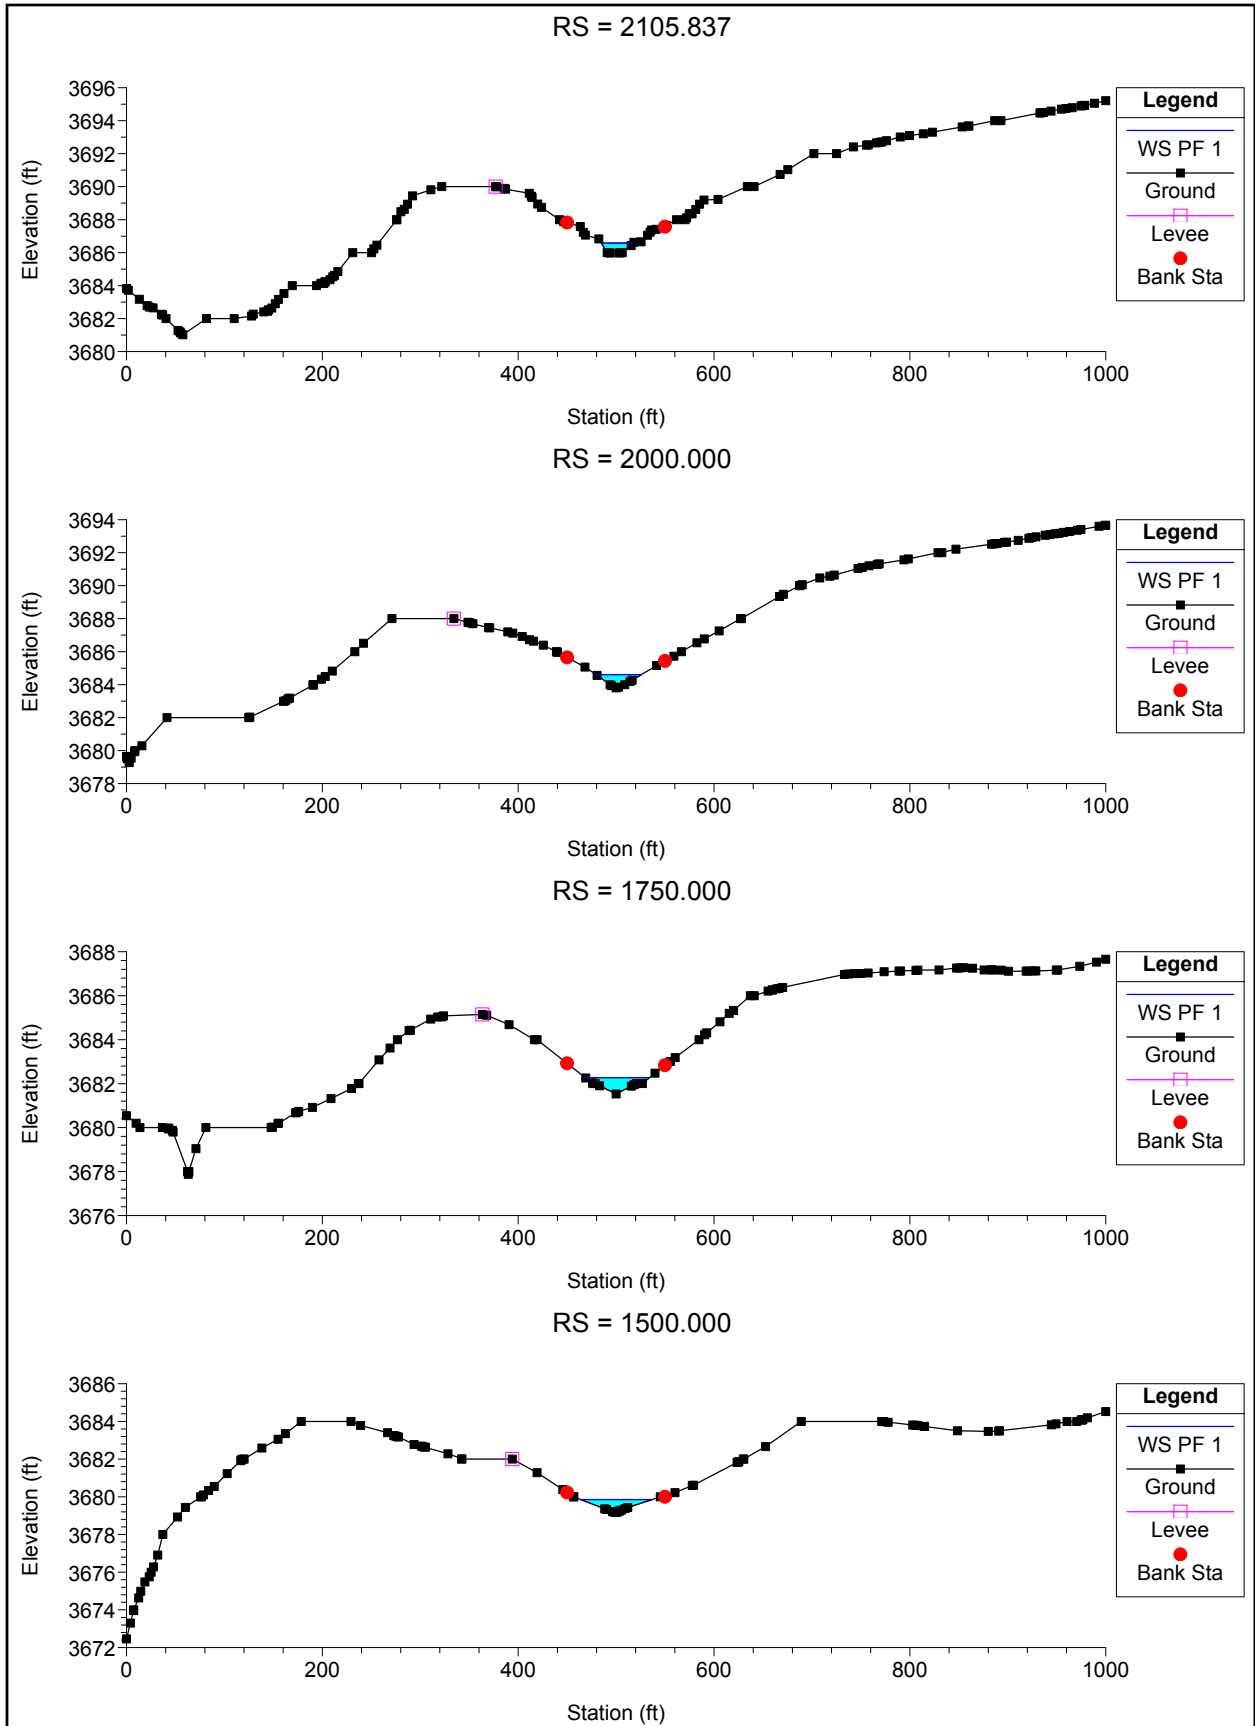 RS = 2105.837
3696
3694
3692
3690
3688
3686
3684
3682
3680
Elevation (ft)
0 200 400 600 800 1000
Station (ft)
Legend
WS PF 1
Ground
Levee
Bank Sta
RS = 2000.000
3694
3692
3690
3688
3686
3684
3682
3680
3678
Elevation (ft)
0 200 400 600 800 1000
Station (ft)
Legend
WS PF 1
Ground
Levee
Bank Sta
RS = 1750.000
3688
3686
3684
3682
3680
3678
3676
Elevation (ft)
0 200 400 600 800 1000
Station (ft)
Legend
WS PF 1
Ground
Levee
Bank Sta
RS = 1500.000
3686
3684
3682
3680
3678
3676
3674
3672
Elevation (ft)
0 200 400 600 800 1000
Station (ft)
Legend
WS PF 1
Ground
Levee
Bank Sta